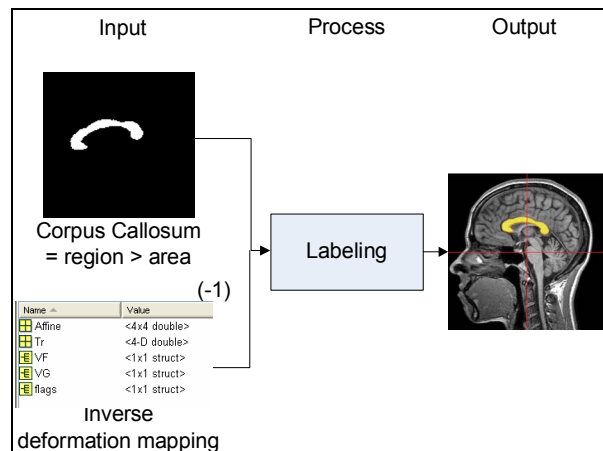 Input Process Output
Corpus Callosum
= region > area
Labeling
(-1)
Name Value
Affine <4x4 double>
Tr <4-D double>
VF <1x1 struct>
VG <1x1 struct>
flags <1x1 struct>
Inverse
deformation mapping